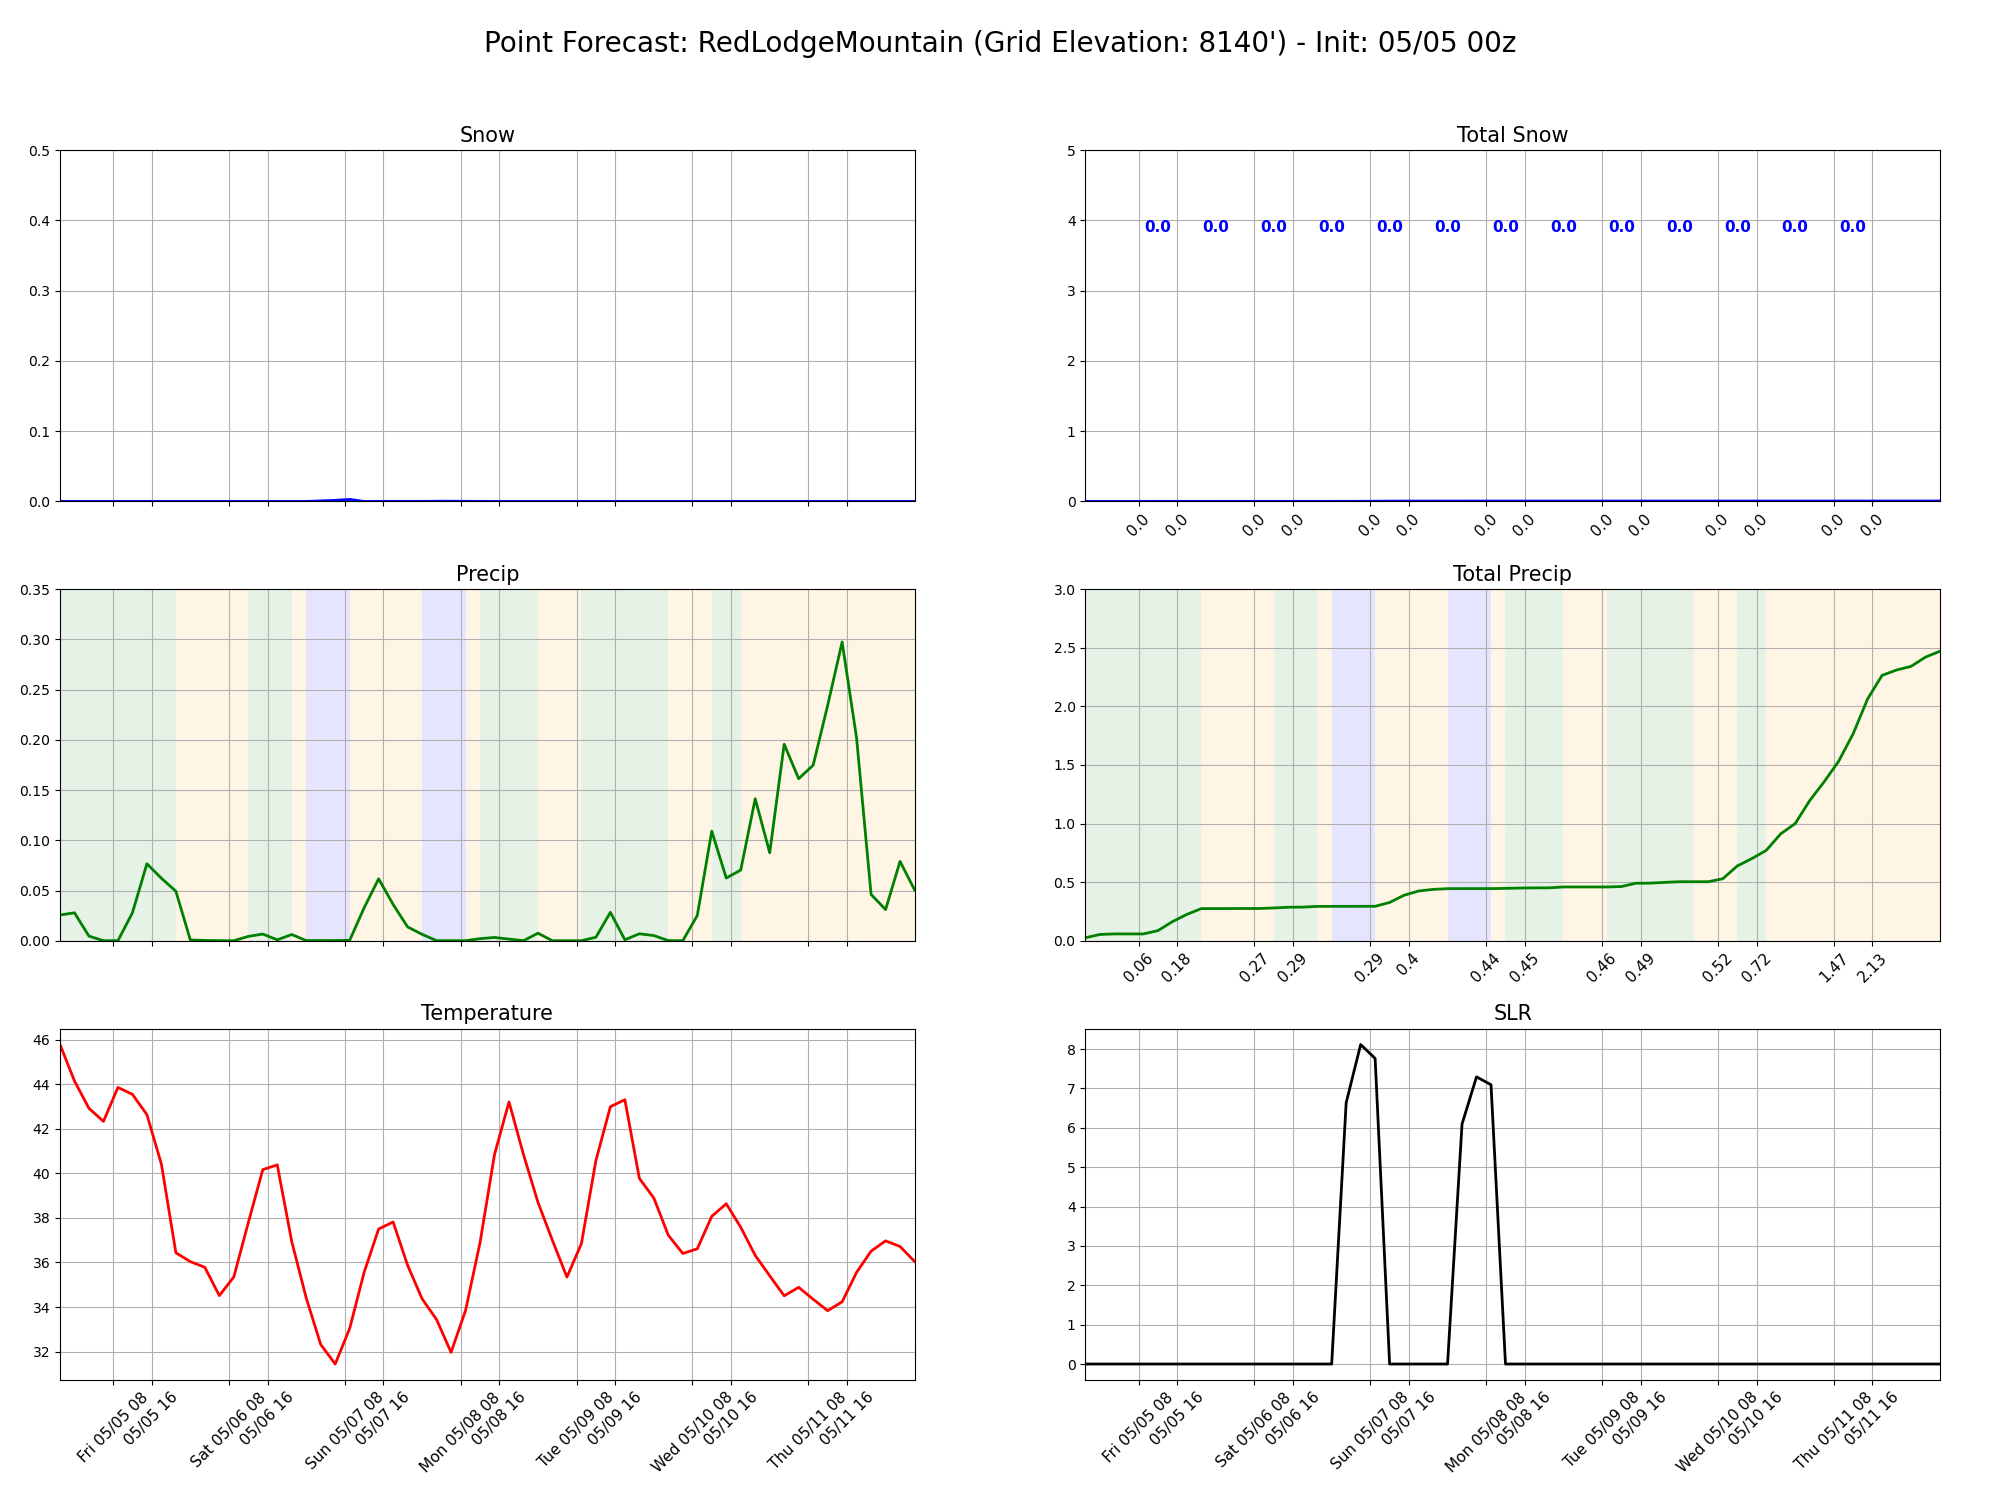 Point Forecast: RedLodgeMountain (Grid Elevation: 8140') - Init: 05/05 00z
Snow
0.5
0.4
0.3
0.2
0.1
0.0
Total Snow
5
4
3
2
1
0
0.0 0.0 0.0 0.0 0.0 0.0 0.0 0.0 0.0 0.0 0.0 0.0 0.0
0.0 0.0 0.0 0.0 0.0 0.0 0.0 0.0 0.0 0.0 0.0 0.0 0.0 0.0
Precip
0.35
0.30
0.25
0.20
0.15
0.10
0.05
0.00
Total Precip
3.0
2.5
2.0
1.5
1.0
0.5
0.0
0.06 0.18 0.27 0.29 0.29 0.4 0.44 0.45 0.46 0.49 0.52 0.72 1.47 2.13
Temperature
46
44
42
40
38
36
34
32
Fri 05/05 08
05/05 16
Sat 05/06 08
05/06 16
Sun 05/07 08
05/07 16
Mon 05/08 08
05/08 16
Tue 05/09 08
05/09 16
Wed 05/10 08
05/10 16
Thu 05/11 08
05/11 16
SLR
8
7
6
5
4
3
2
1
0
Fri 05/05 08
05/05 16
Sat 05/06 08
05/06 16
Sun 05/07 08
05/07 16
Mon 05/08 08
05/08 16
Tue 05/09 08
05/09 16
Wed 05/10 08
05/10 16
Thu 05/11 08
05/11 16